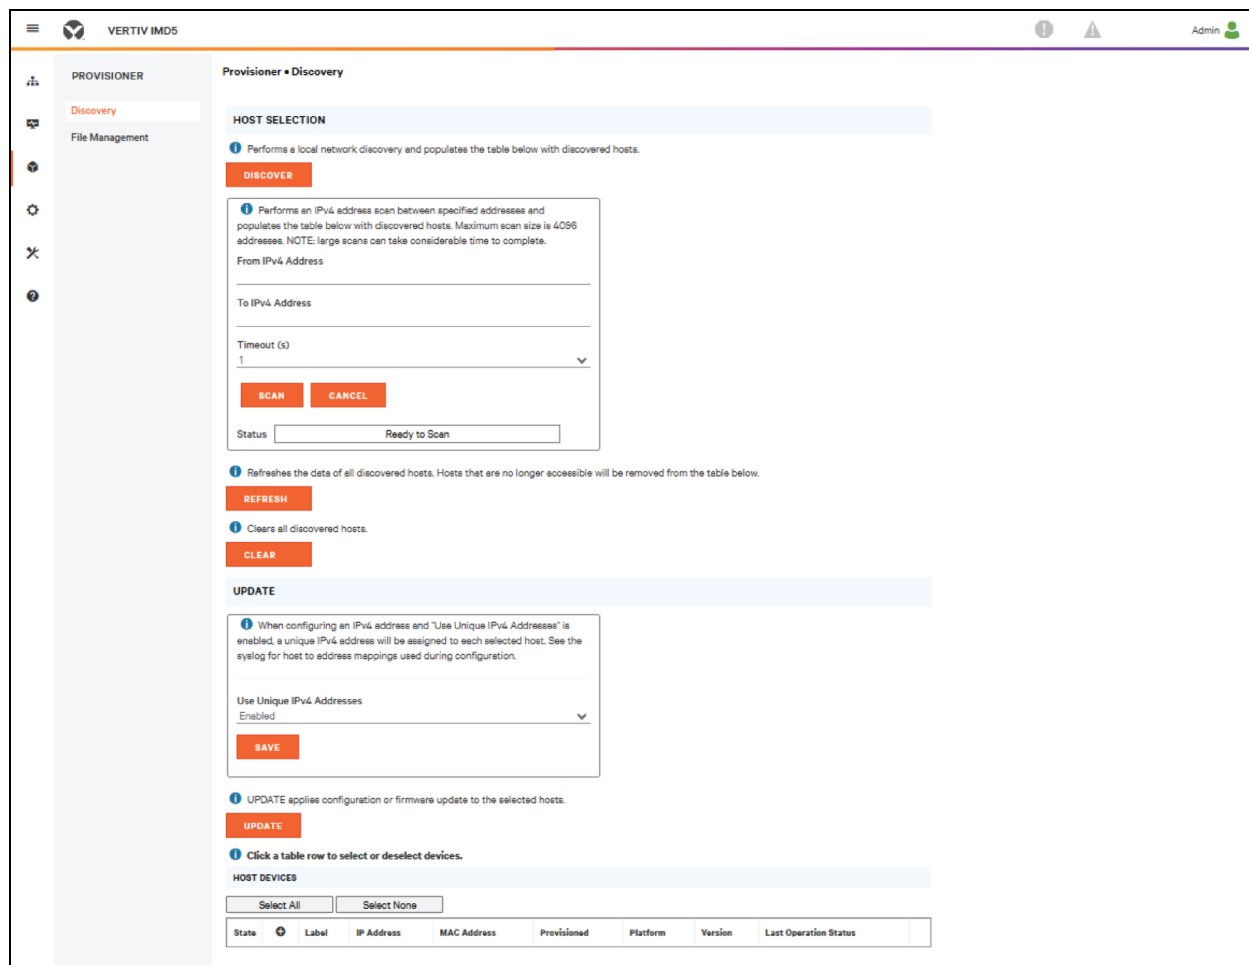 VERTIV IMD5
Admin
PROVISIONER
Discovery
File Management
Provisioner • Discovery
HOST SELECTION
Performs a local network discovery and populates the table below with discovered hosts.
DISCOVER
Performs an IPv4 address scan between specified addresses and
populates the table below with discovered hosts. Maximum scan size is 4096
addresses. NOTE: large scans can take considerable time to complete.
From IPv4 Address
To IPv4 Address
Timeout (s)
1
SCAN CANCEL
Status Ready to Scan
Refreshes the data of all discovered hosts. Hosts that are no longer accessible will be removed from the table below.
REFRESH
Clears all discovered hosts.
CLEAR
UPDATE
When configuring an IPv4 address and "Use Unique IPv4 Addresses" is
enabled, a unique IPv4 address will be assigned to each selected host. See the
syslog for host to address mappings used during configuration.
Use Unique IPv4 Addresses
Enabled
SAVE
UPDATE applies configuration or firmware update to the selected hosts.
UPDATE
Click a table row to select or deselect devices.
HOST DEVICES
Select All Select None
State Label IP Address MAC Address Provisioned Platform Version Last Operation Status